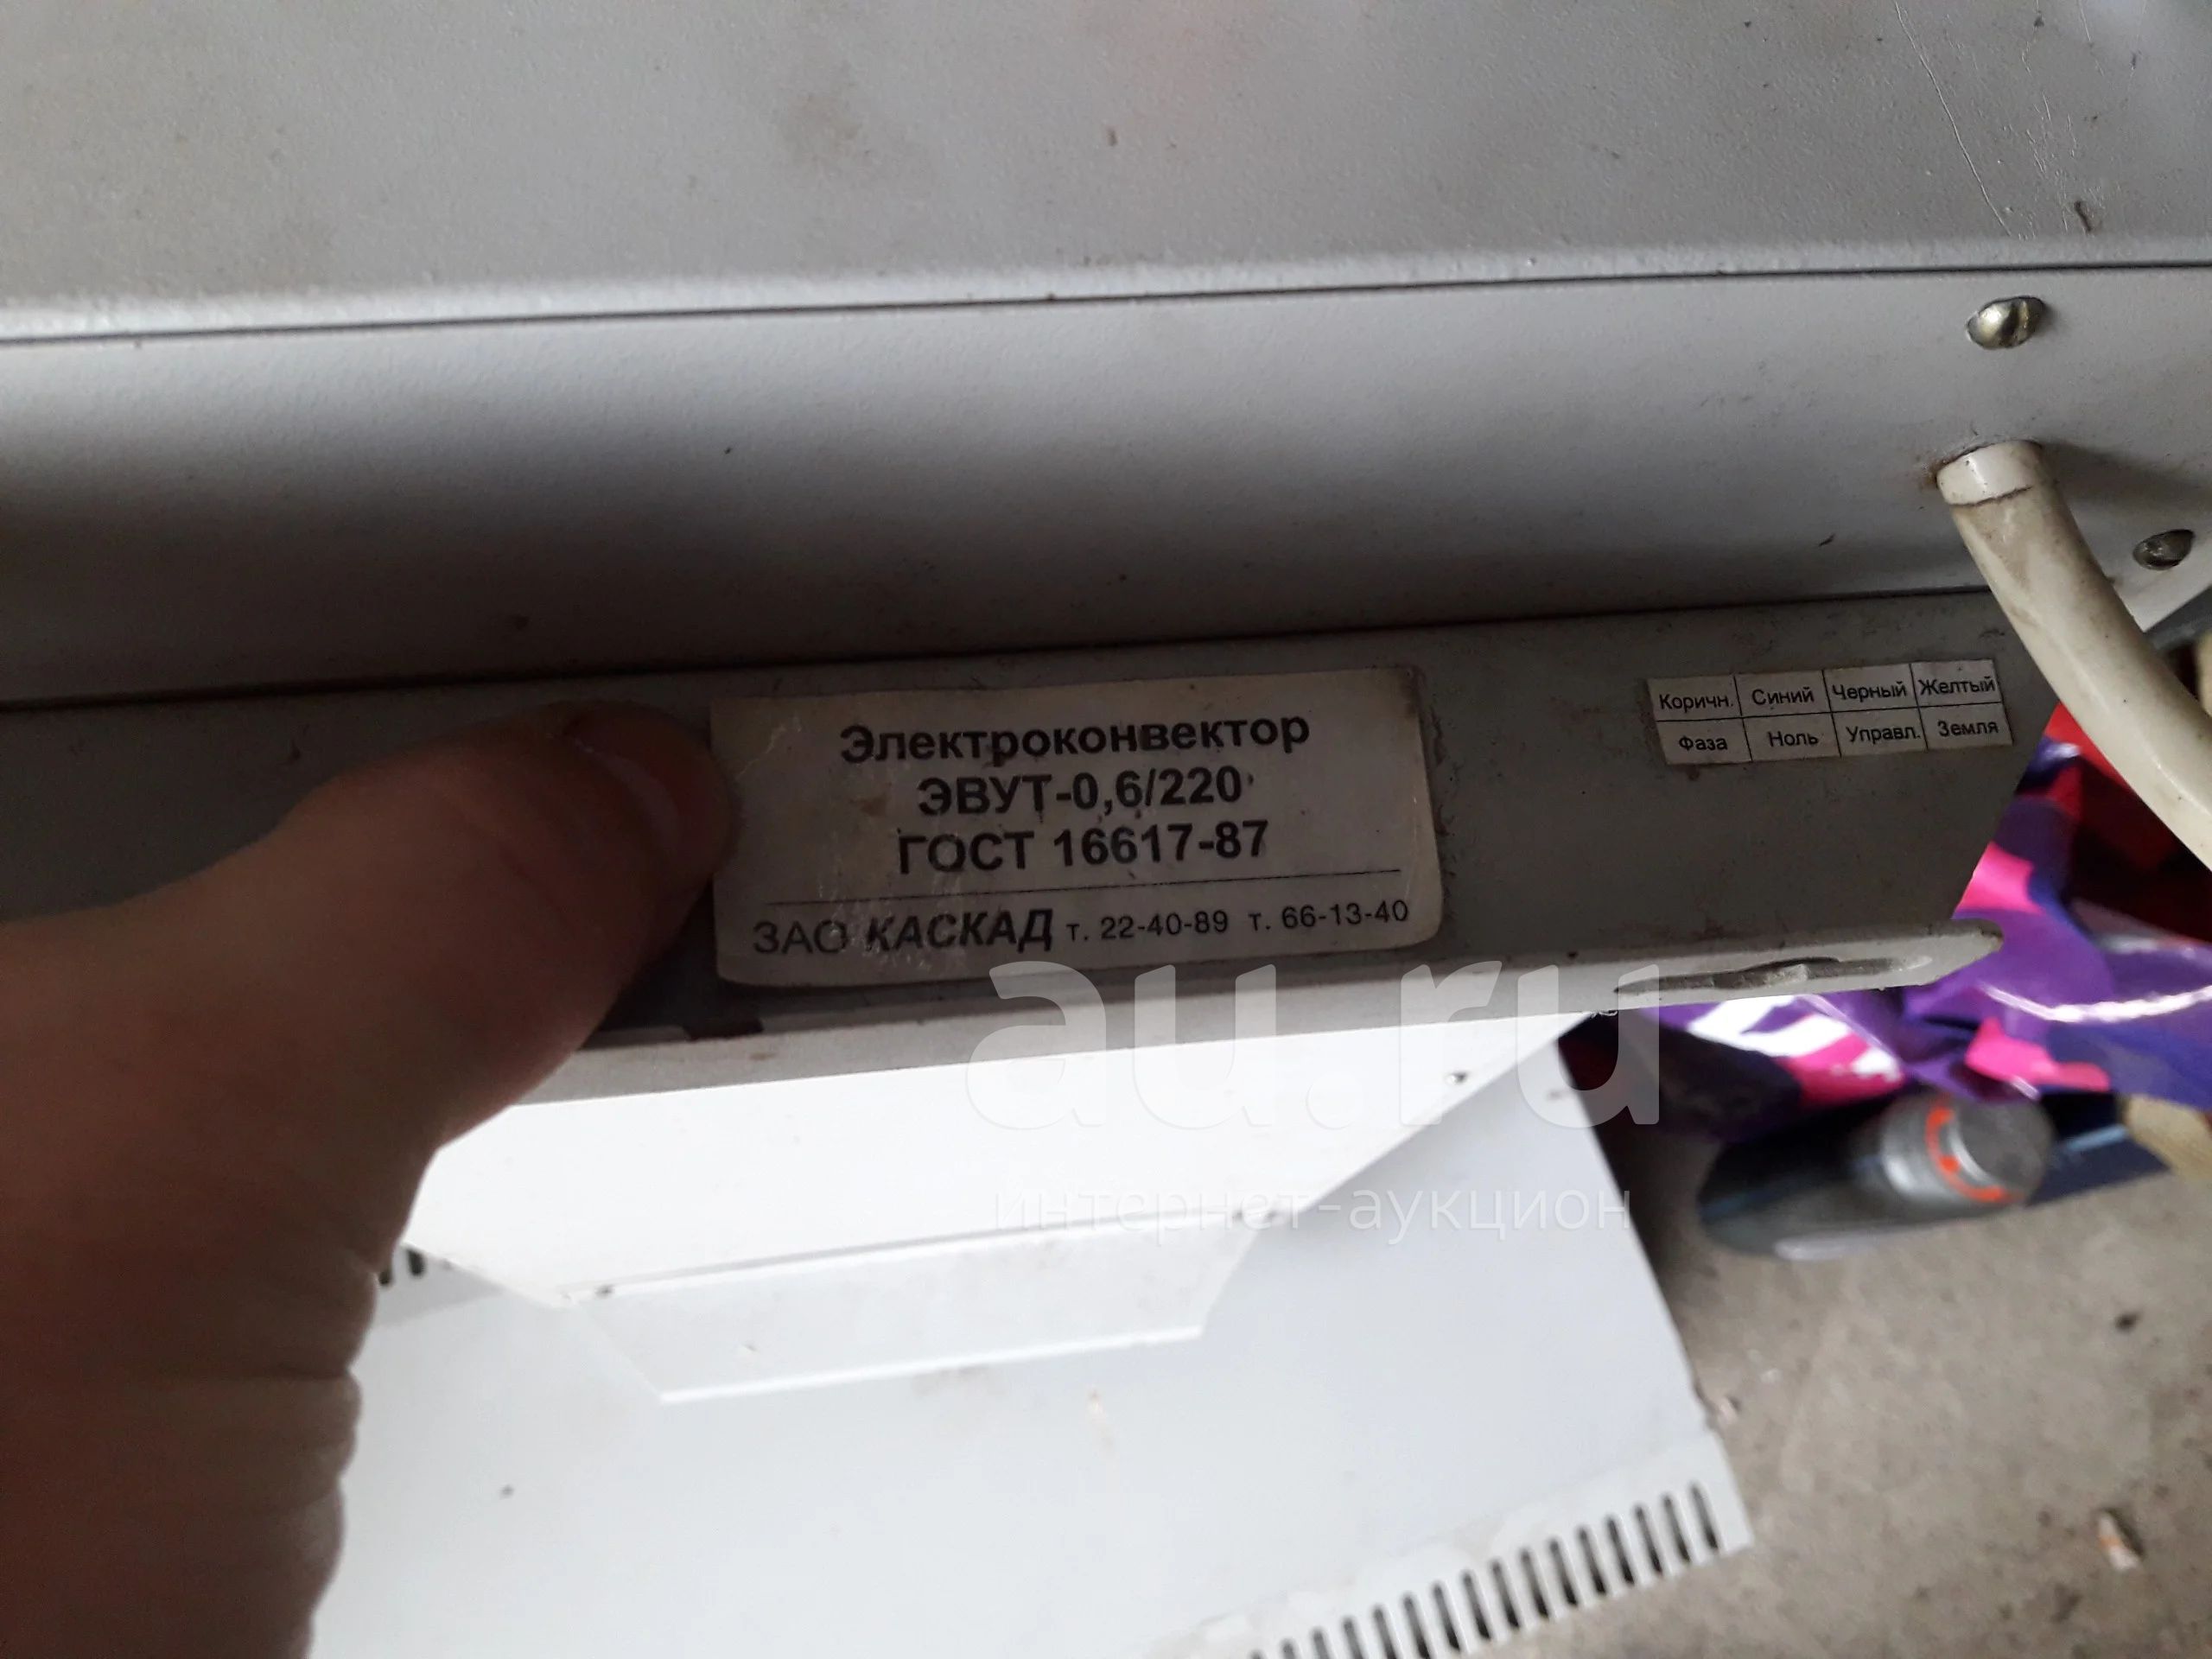 Электроконвектор
ЭВУТ-0,6/220
ГОСТ 16617-87
ЗАО КАСКАД т. 22-40-89 т. 66-13-40
Коричн. Синий Черный Желтый
Фаза Ноль Управл. Земля
au.ru
интернет-аукцион